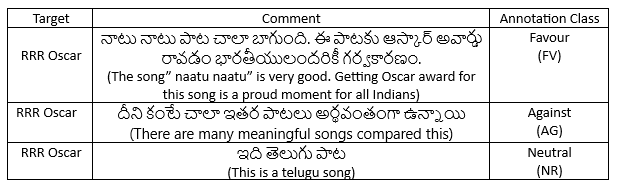 Target Comment Annotation Class
RRR Oscar నాటు నాటు పాట చాలా బాగుంది. ఈ పాటకు ఆస్కార్ అవార్డు Favour
రావడం భారతీయులందరికీ గర్వకారణం. (FV)
(The song” naatu naatu” is very good. Getting Oscar award for
this song is a proud moment for all Indians)
RRR Oscar దీని కంటే చాలా ఇతర పాటలు అర్థవంతంగా ఉన్నాయి Against
(There are many meaningful songs compared this) (AG)
RRR Oscar ఇది తెలుగు పాట Neutral
(This is a telugu song) (NR)